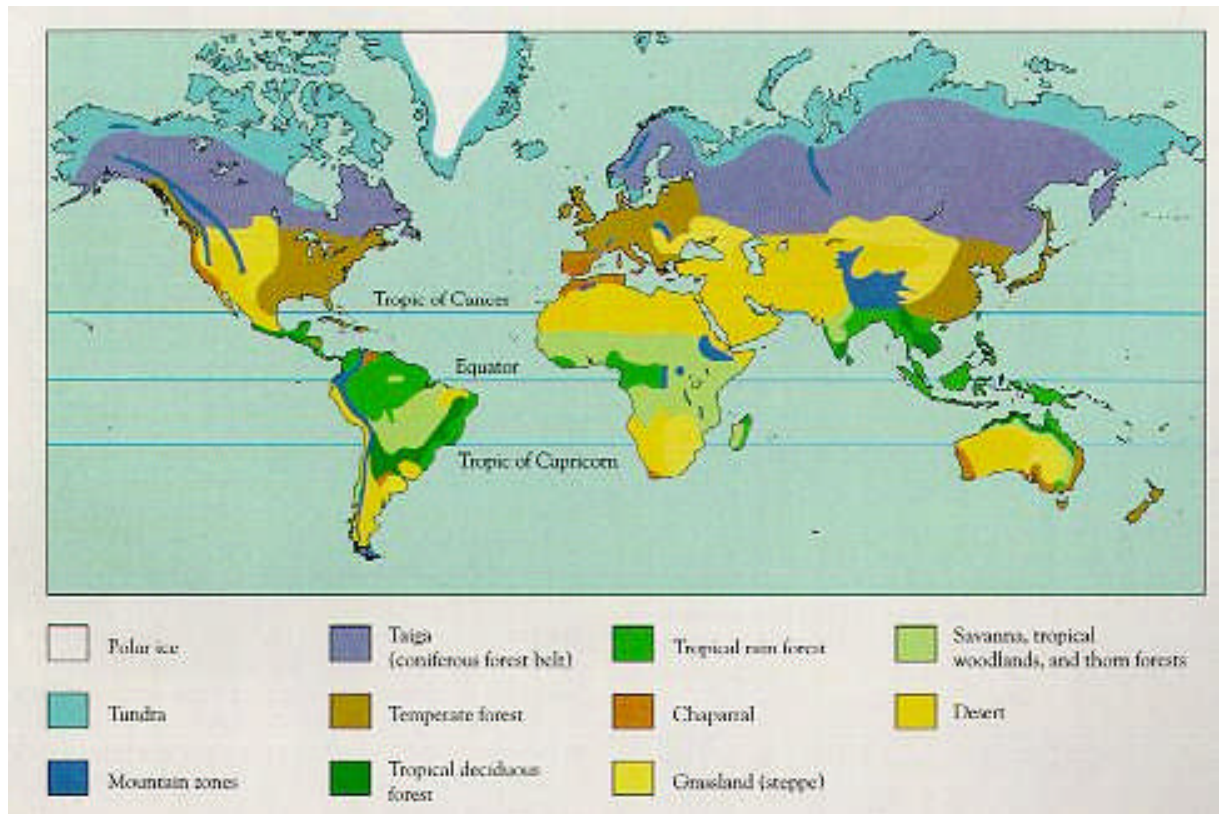 Tropic of Cancer
Equator
Tropic of Capricorn
Polar ice
Taiga
(coniferous forest belt)
Tropical rain forest
Savanna, tropical
woodlands, and thorn forests
Tundra
Temperate forest
Chaparral
Desert
Mountain zones
Tropical deciduous
forest
Grassland (steppe)